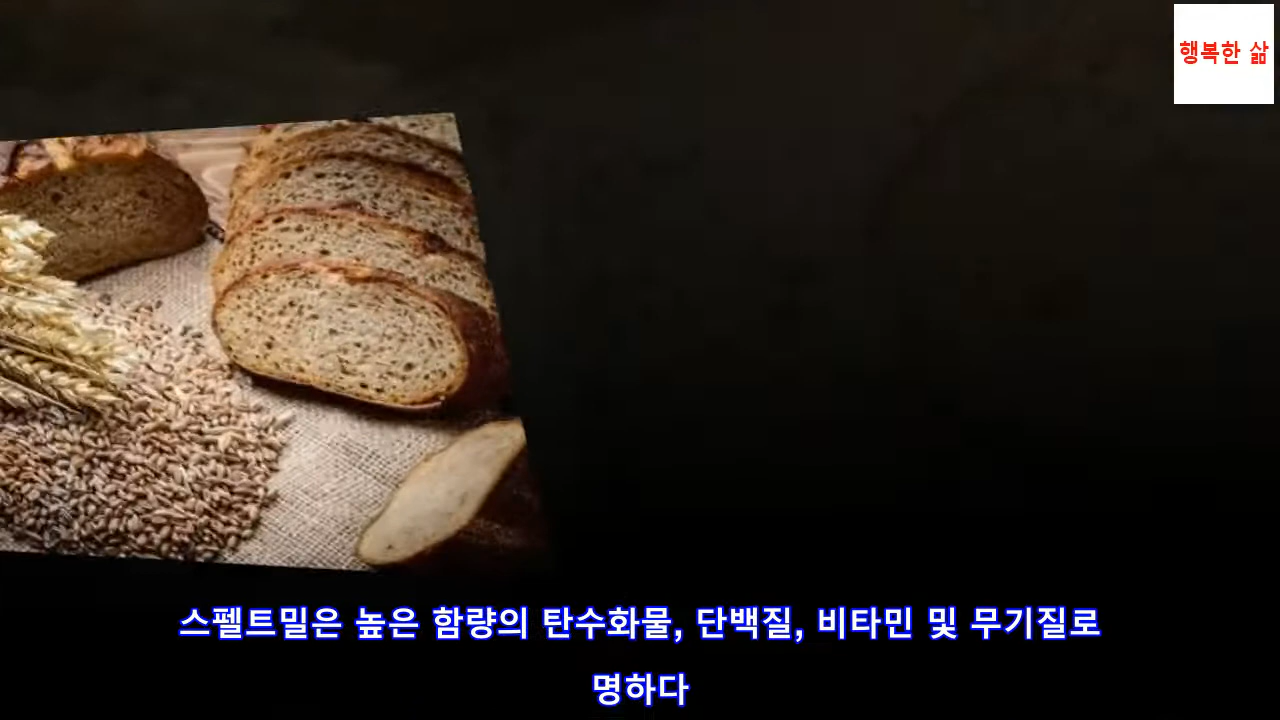 행복한 삶
스펠트밀은 높은 함량의 탄수화물, 단백질, 비타민 및 무기질로
명하다